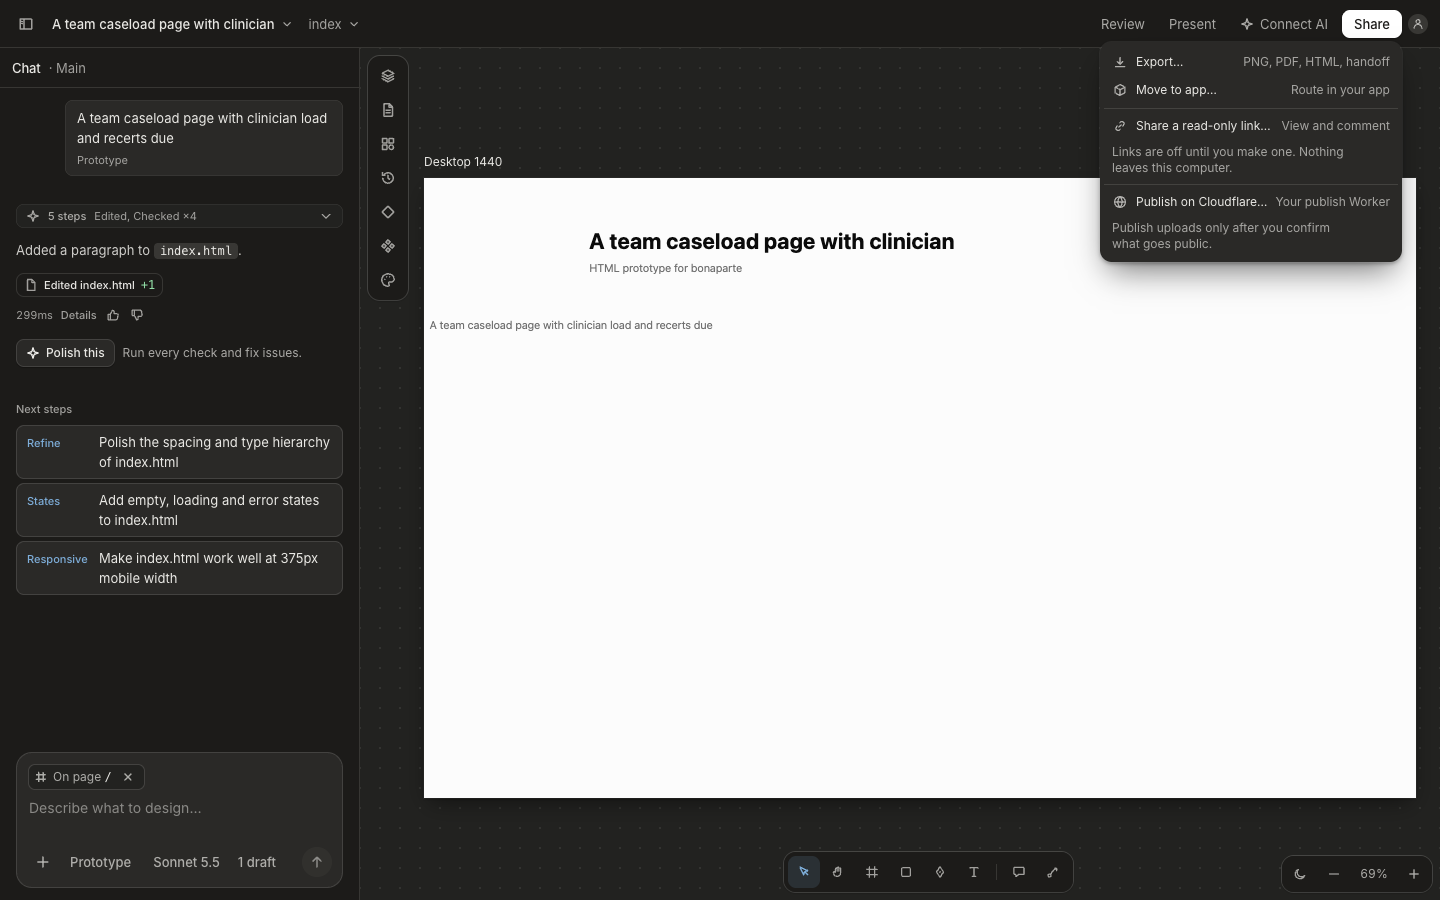 A team caseload page with clinician
index
Review
Present
Connect AI
Share
Chat · Main
A team caseload page with clinician load
and recerts due
Prototype
5 steps Edited, Checked ×4
Added a paragraph to index.html.
Edited index.html +1
299ms Details
Polish this Run every check and fix issues.
Next steps
Refine Polish the spacing and type hierarchy
of index.html
States Add empty, loading and error states
to index.html
Responsive Make index.html work well at 375px
mobile width
On page /
Describe what to design...
Prototype Sonnet 5.5 1 draft
Desktop 1440
A team caseload page with clinician
HTML prototype for bonaparte
A team caseload page with clinician load and recerts due
Export... PNG, PDF, HTML, handoff
Move to app... Route in your app
Share a read-only link... View and comment
Links are off until you make one. Nothing
leaves this computer.
Publish on Cloudflare... Your publish Worker
Publish uploads only after you confirm
what goes public.
69%